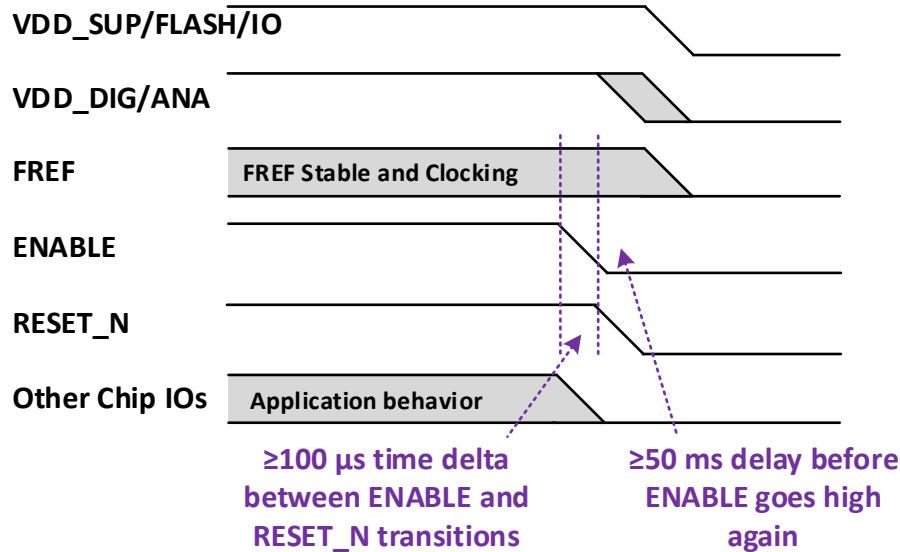 VDD_SUP/FLASH/IO
VDD_DIG/ANA
FREF
FREF Stable and Clocking
ENABLE
RESET_N
Other Chip IOs
Application behavior
≥100 µs time delta
between ENABLE and
RESET_N transitions
≥50 ms delay before
ENABLE goes high
again